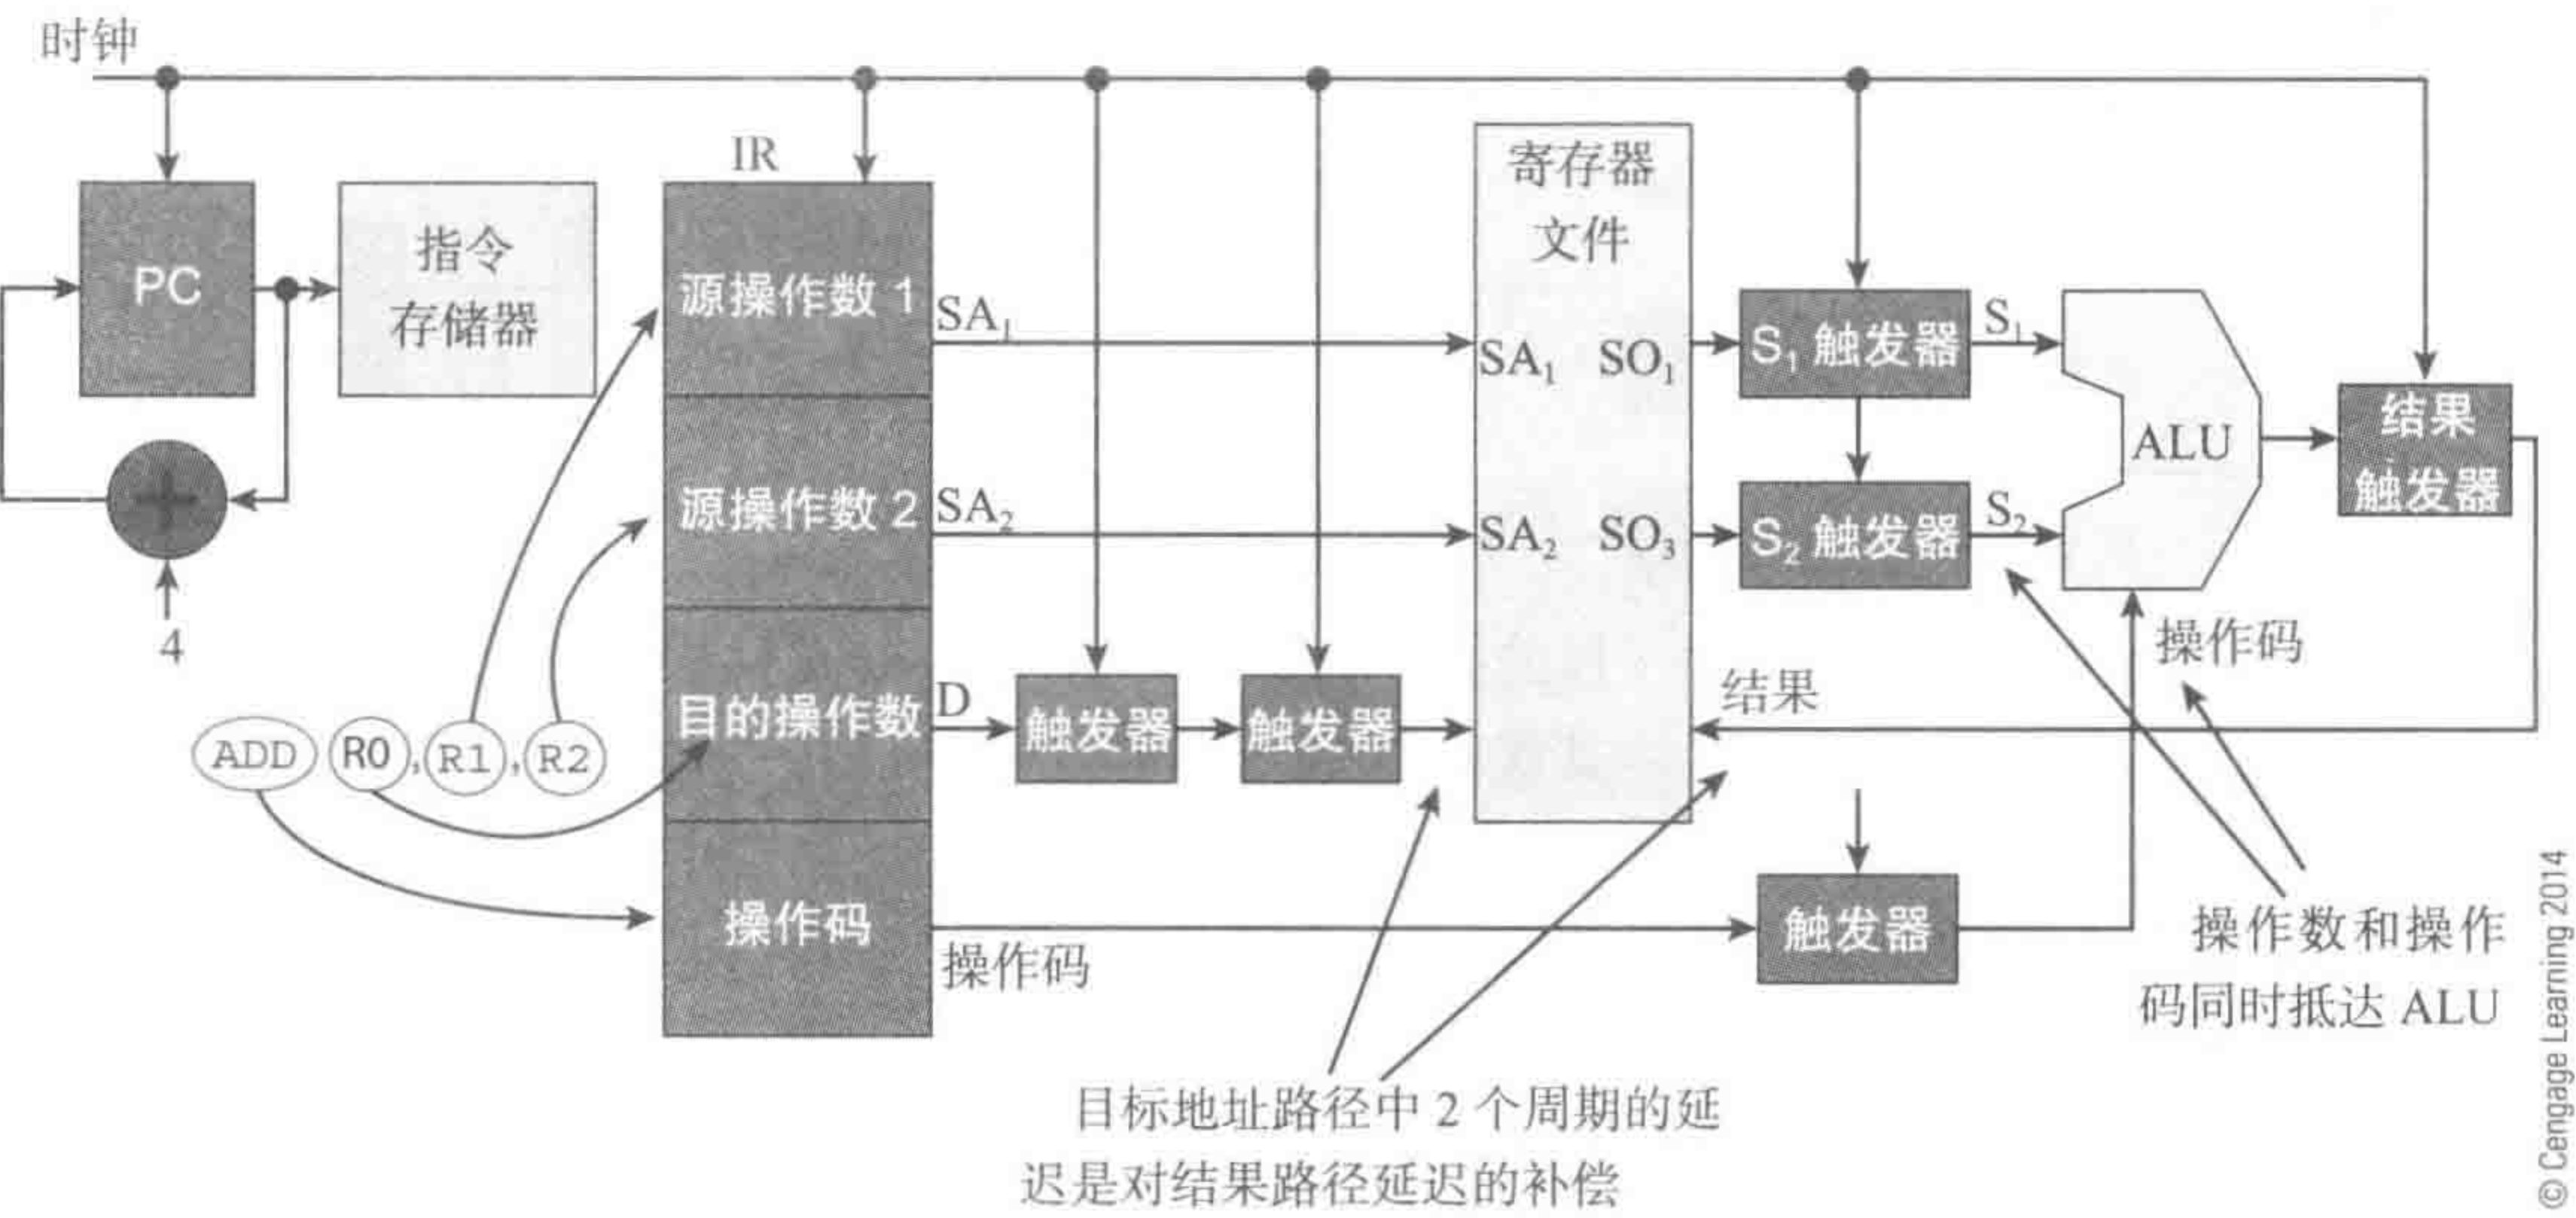 时钟
IR
PC
指令
存储器
4
ADD R0, R1, R2
源操作数 1
源操作数 2
目的操作数
操作码
SA₁
SA₂
D
操作码
触发器
触发器
寄存器
文件
SA₁ SO₁
SA₂ SO₃
S₁ 触发器
S₂ 触发器
S₁
S₂
ALU
结果
触发器
操作码
结果
触发器
操作数和操作
码同时抵达 ALU
目标地址路径中 2 个周期的延
迟是对结果路径延迟的补偿
© Cengage Learning 2014